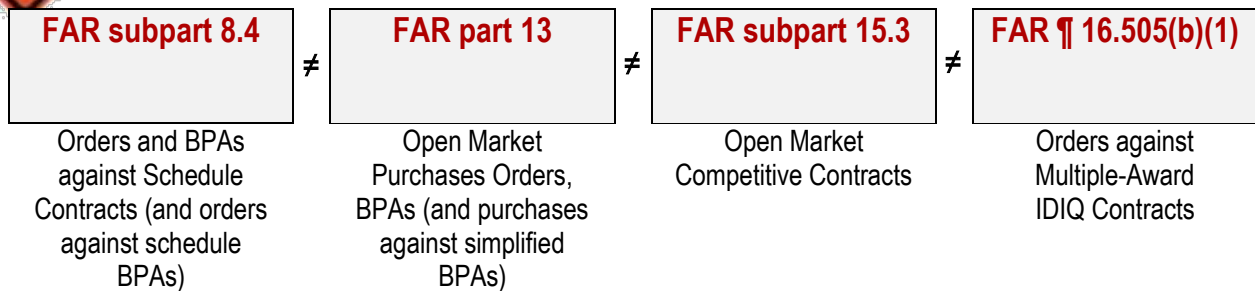 FAR subpart 8.4
≠
FAR part 13
≠
FAR subpart 15.3
≠
FAR ¶ 16.505(b)(1)
Orders and BPAs
against Schedule
Contracts (and orders
against schedule
BPAs)
Open Market
Purchases Orders,
BPAs (and purchases
against simplified
BPAs)
Open Market
Competitive Contracts
Orders against
Multiple-Award
IDIQ Contracts